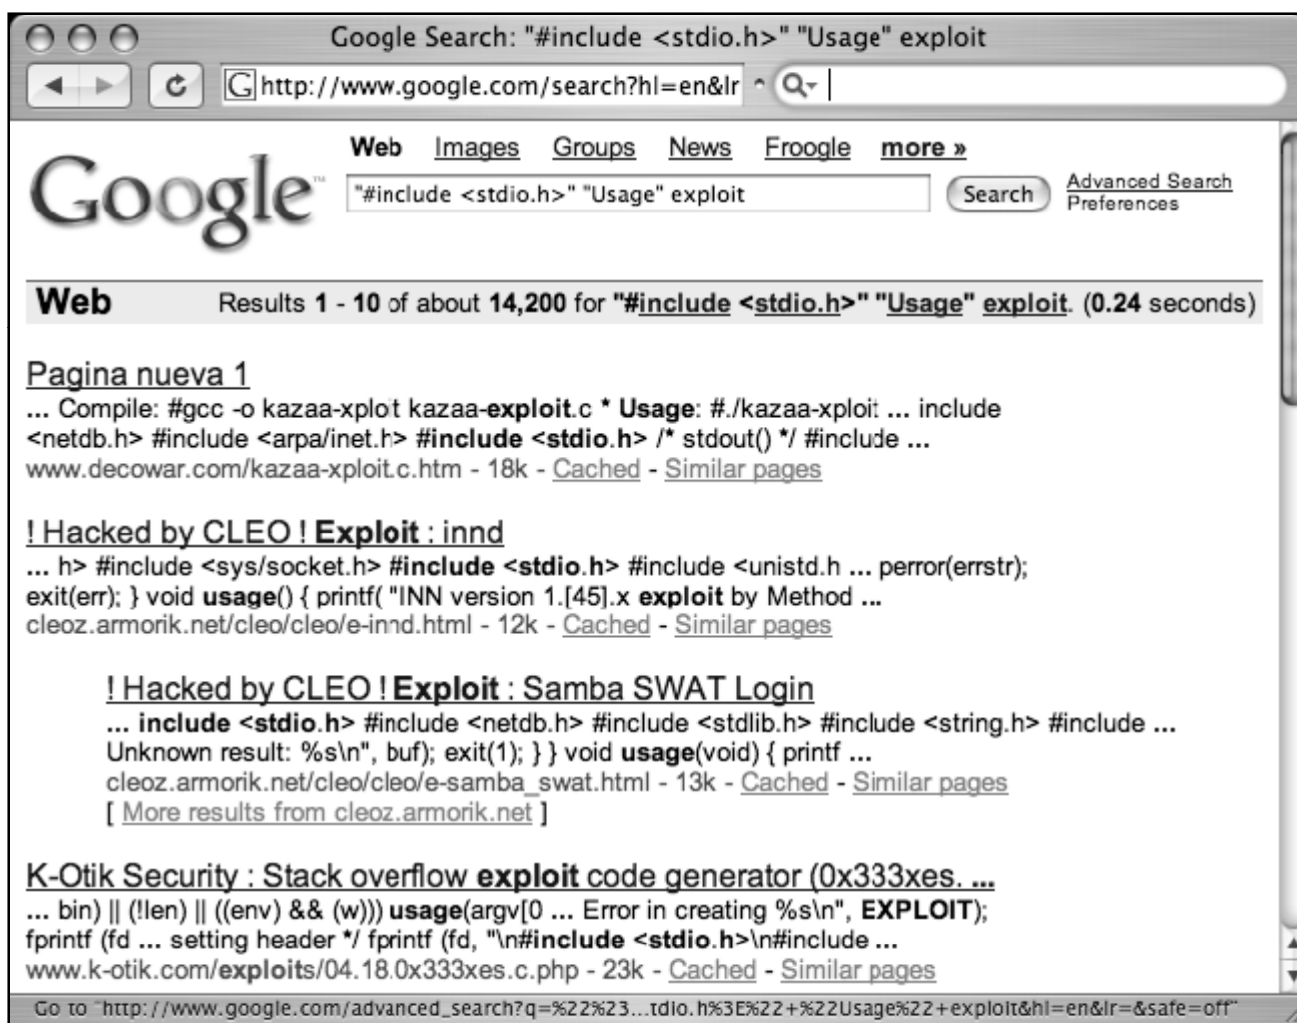 Google Search: "#include <stdio.h>" "Usage" exploit
G http://www.google.com/search?hl=en&lr
Web Images Groups News Froogle more »
Google™
"#include <stdio.h>" "Usage" exploit Search Advanced Search
Preferences
Web Results 1 - 10 of about 14,200 for "#include <stdio.h>" "Usage" exploit. (0.24 seconds)
Pagina nueva 1
... Compile: #gcc -o kazaa-xploit kazaa-exploit.c * Usage: #./kazaa-xploit ... include
<netdb.h> #include <arpa/inet.h> #include <stdio.h> /* stdout() */ #include ...
www.decowar.com/kazaa-xploit.c.htm - 18k - Cached - Similar pages
! Hacked by CLEO ! Exploit : innd
... h> #include <sys/socket.h> #include <stdio.h> #include <unistd.h ... perror(errstr);
exit(err); } void usage() { printf( "INN version 1.[45].x exploit by Method ...
cleoz.armorik.net/cleo/cleo/e-innd.html - 12k - Cached - Similar pages
! Hacked by CLEO ! Exploit : Samba SWAT Login
... include <stdio.h> #include <netdb.h> #include <stdlib.h> #include <string.h> #include ...
Unknown result: %s\n", buf); exit(1); } } void usage(void) { printf ...
cleoz.armorik.net/cleo/cleo/e-samba_swat.html - 13k - Cached - Similar pages
[ More results from cleoz.armorik.net ]
K-Otik Security : Stack overflow exploit code generator (0x333xes. ...
... bin) || (!len) || ((env) && (w))) usage(argv[0 ... Error in creating %s\n", EXPLOIT);
fprintf (fd ... setting header */ fprintf (fd, "\n#include <stdio.h>\n#include ...
www.k-otik.com/exploits/04.18.0x333xes.c.php - 23k - Cached - Similar pages
Go to "http://www.google.com/advanced_search?q=%22%23...tdio.h%3E%22+%22Usage%22+exploit&hl=en&lr=&safe=off"